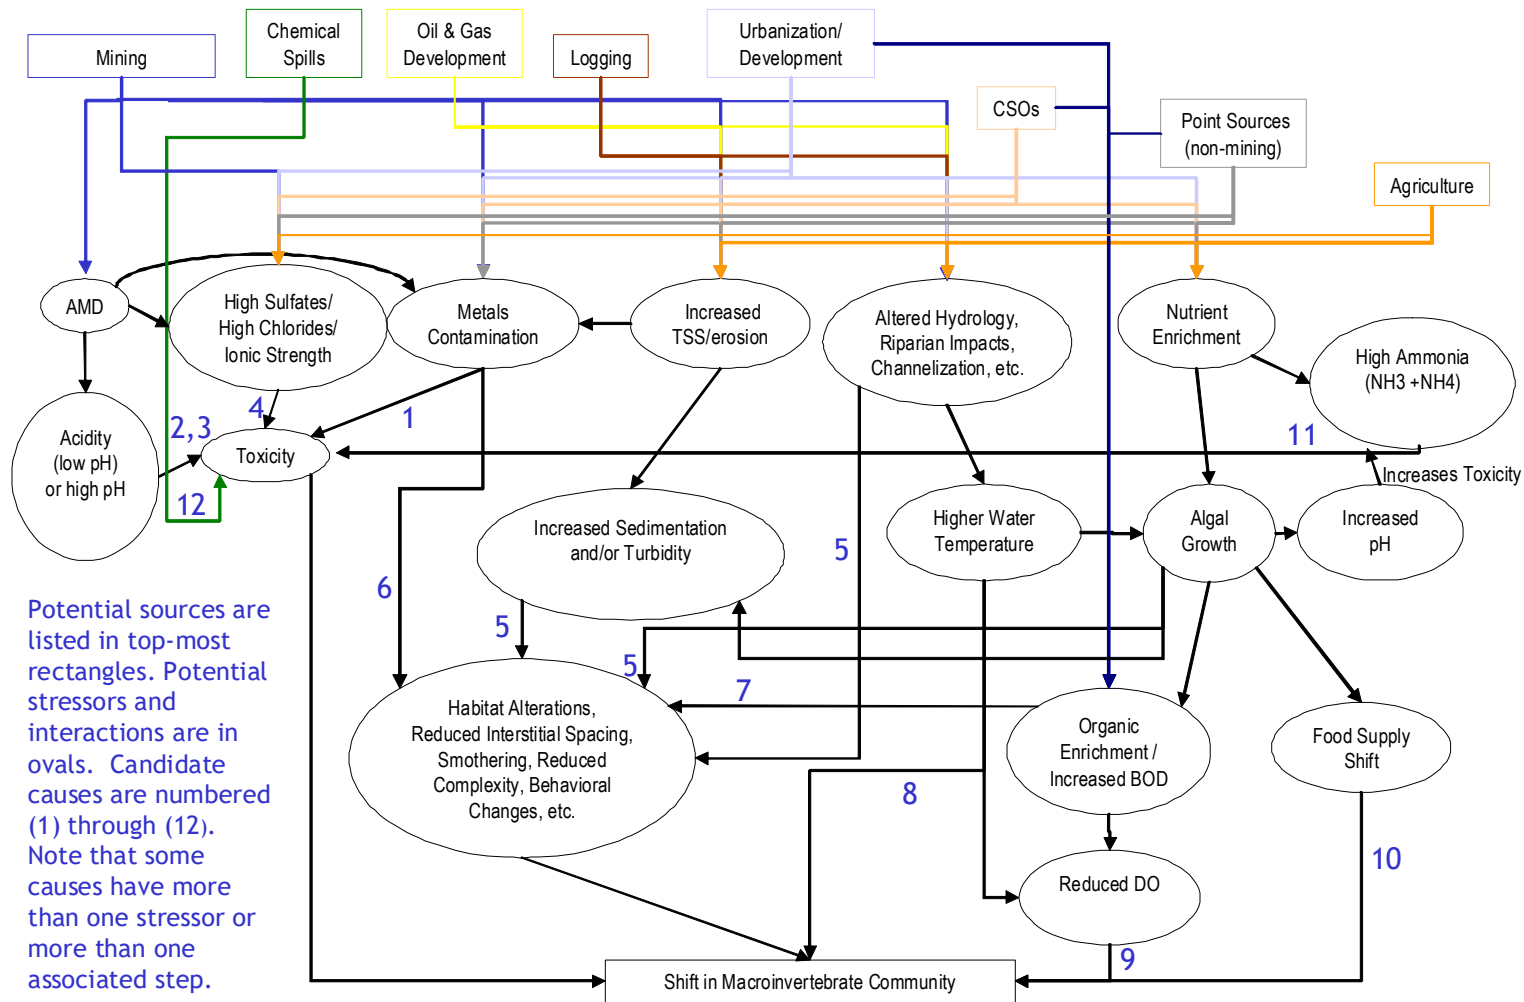 Mining
Chemical
Spills
Oil & Gas
Development
Logging
Urbanization/
Development
CSOs
Point Sources
(non-mining)
Agriculture
AMD
High Sulfates/
High Chlorides/
Ionic Strength
Metals
Contamination
Increased
TSS/erosion
Altered Hydrology,
Riparian Impacts,
Channelization, etc.
Nutrient
Enrichment
High Ammonia
(NH3 +NH4)
Acidity
(low pH)
or high pH
2,3
4
1
Toxicity
12
11
Increases Toxicity
Increased Sedimentation
and/or Turbidity
Higher Water
Temperature
Algal
Growth
Increased
pH
5
6
5
5
7
8
Potential sources are
listed in top-most
rectangles. Potential
stressors and
interactions are in
ovals.  Candidate
causes are numbered
(1) through (12).
Note that some
causes have more
than one stressor or
more than one
associated step.
Habitat Alterations,
Reduced Interstitial Spacing,
Smothering, Reduced
Complexity, Behavioral
Changes, etc.
Organic
Enrichment /
Increased BOD
Food Supply
Shift
Reduced DO
10
9
Shift in Macroinvertebrate Community